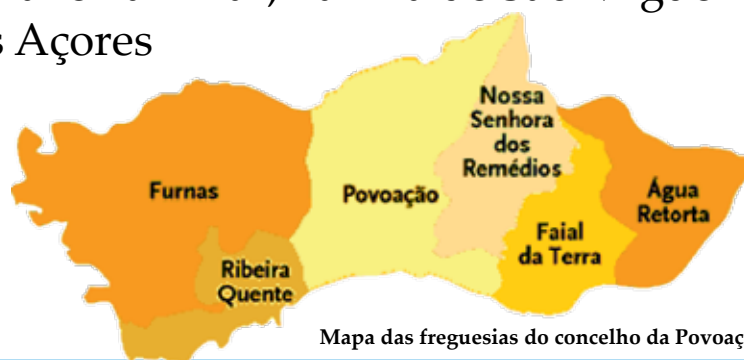 s Açores
Nossa
Senhora
dos
Remédios
Furnas
Povoação
Água
Retorta
Faial
da Terra
Ribeira
Quente
Mapa das freguesias do concelho da Povoaç